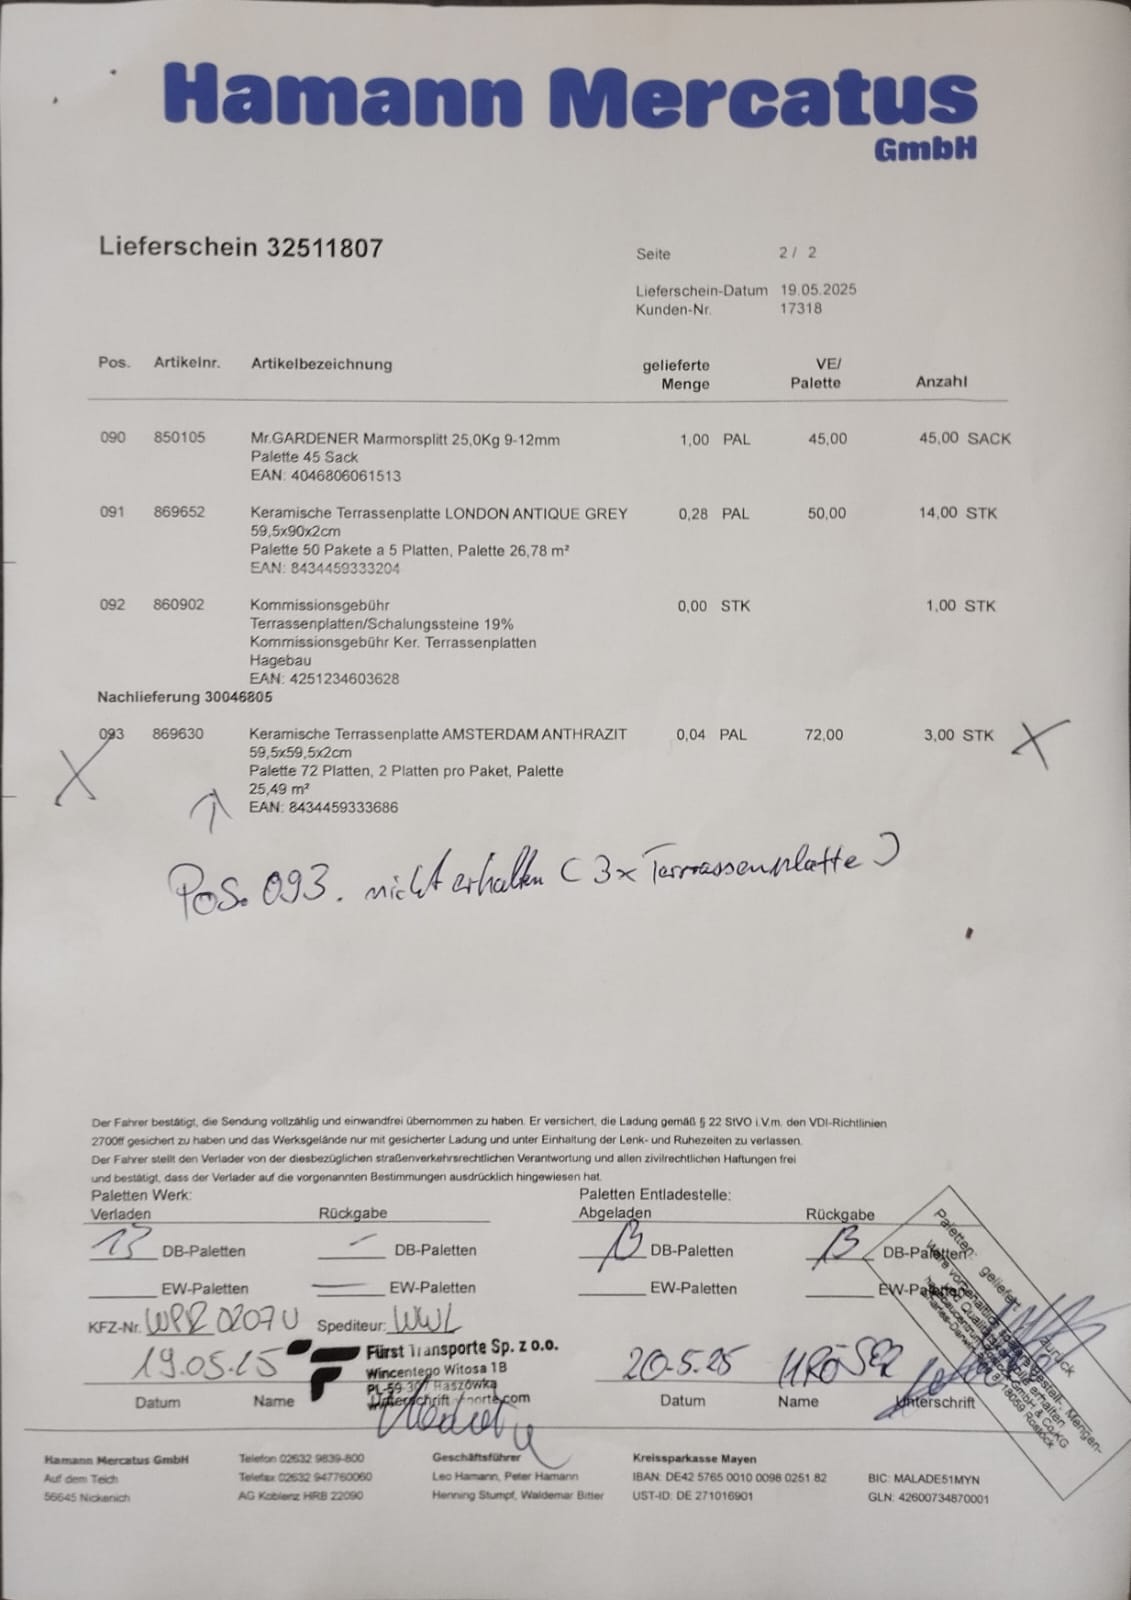 Hamann Mercatus
GmbH
Lieferschein 32511807
Seite 2 / 2
Lieferschein-Datum 19.05.2025
Kunden-Nr. 17318
Pos. Artikelnr. Artikelbezeichnung gelieferte Menge VE/ Palette Anzahl
090 850105 Mr.GARDENER Marmorsplitt 25,0Kg 9-12mm 1,00 PAL 45,00 45,00 SACK
Palette 45 Sack
EAN: 4046806061513
091 869652 Keramische Terrassenplatte LONDON ANTIQUE GREY 0,28 PAL 50,00 14,00 STK
59,5x90x2cm
Palette 50 Pakete a 5 Platten, Palette 26,78 m²
EAN: 8434459333204
092 860902 Kommissionsgebühr 0,00 STK 1,00 STK
Terrassenplatten/Schalungssteine 19%
Kommissionsgebühr Ker. Terrassenplatten
Hagebau
EAN: 4251234603628
Nachlieferung 30046805
093 869630 Keramische Terrassenplatte AMSTERDAM ANTHRAZIT 0,04 PAL 72,00 3,00 STK
59,5x59,5x2cm
Palette 72 Platten, 2 Platten pro Paket, Palette
25,49 m²
EAN: 8434459333686
Pos. 093. nicht erhalten (3x Terrassenplatte)
Der Fahrer bestätigt, die Sendung vollzählig und einwandfrei übernommen zu haben. Er versichert, die Ladung gemäß § 22 StVO i.V.m. den VDI-Richtlinien
2700ff gesichert zu haben und das Werksgelände nur mit gesicherter Ladung und unter Einhaltung der Lenk- und Ruhezeiten zu verlassen.
Der Fahrer stellt den Verlader von der diesbezüglichen straßenverkehrsrechtlichen Verantwortung und allen zivilrechtlichen Haftungen frei
und bestätigt, dass der Verlader auf die vorgenannten Bestimmungen ausdrücklich hingewiesen hat.
Paletten Werk: Paletten Entladestelle:
Verladen Rückgabe Abgeladen Rückgabe
13 DB-Paletten DB-Paletten 13 DB-Paletten 13 DB-Paletten
EW-Paletten EW-Paletten EW-Paletten
KFZ-Nr. WPR 0207U Spediteur: WWL
Fürst Transporte Sp. z o.o.
Wincentego Witosa 1B
Raszówka
19.05.25 20.5.25
Datum Name Unterschrift Datum Name Unterschrift
Paletten: geliefert zurück
18059 Rostock
Hamann Mercatus GmbH Telefon 02632 9839-800 Geschäftsführer Kreissparkasse Mayen
Auf dem Teich Telefax 02632 947760060 Leo Hamann, Peter Hamann IBAN: DE42 5765 0010 0098 0251 82 BIC: MALADE51MYN
56645 Nickenich AG Koblenz HRB 22090 Henning Stumpf, Waldemar Bitter UST-ID: DE 271016901 GLN: 42600734870001